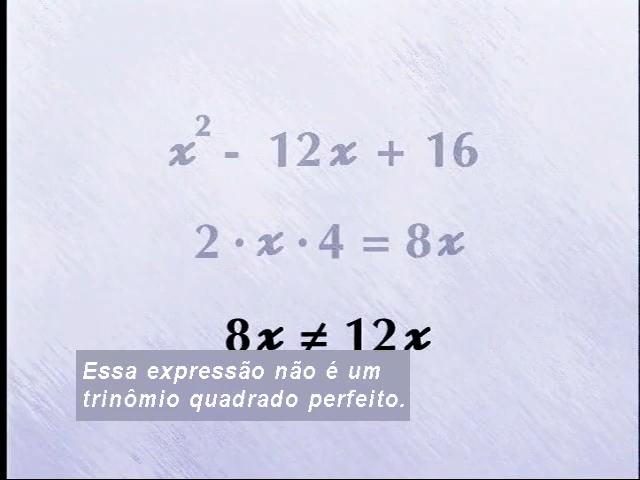 x² - 12x + 16
2 · x · 4 = 8x
8x ≠ 12x
Essa expressão não é um
trinômio quadrado perfeito.